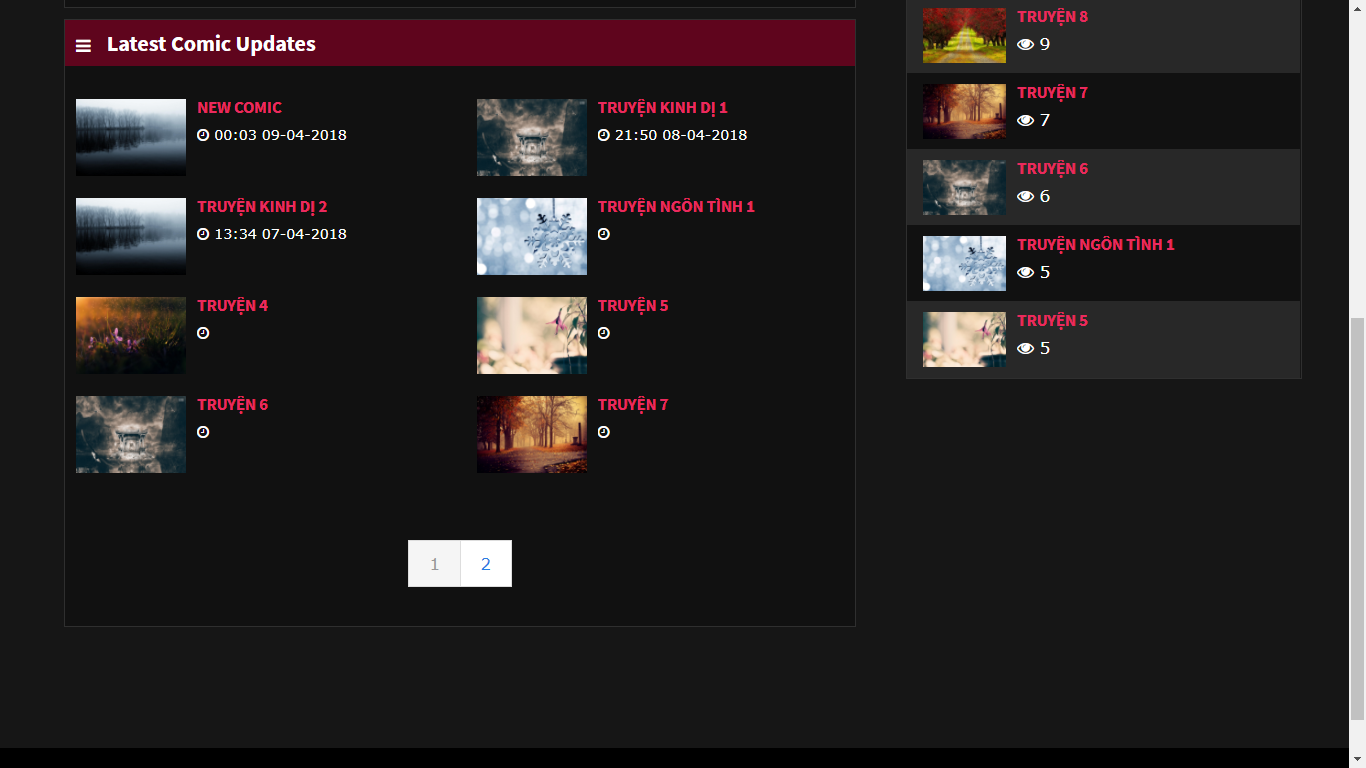 Latest Comic Updates
NEW COMIC
00:03 09-04-2018
TRUYỆN KINH DỊ 1
21:50 08-04-2018
TRUYỆN KINH DỊ 2
13:34 07-04-2018
TRUYỆN NGÔN TÌNH 1
TRUYỆN 4
TRUYỆN 5
TRUYỆN 6
TRUYỆN 7
1 2
TRUYỆN 8
9
TRUYỆN 7
7
TRUYỆN 6
6
TRUYỆN NGÔN TÌNH 1
5
TRUYỆN 5
5